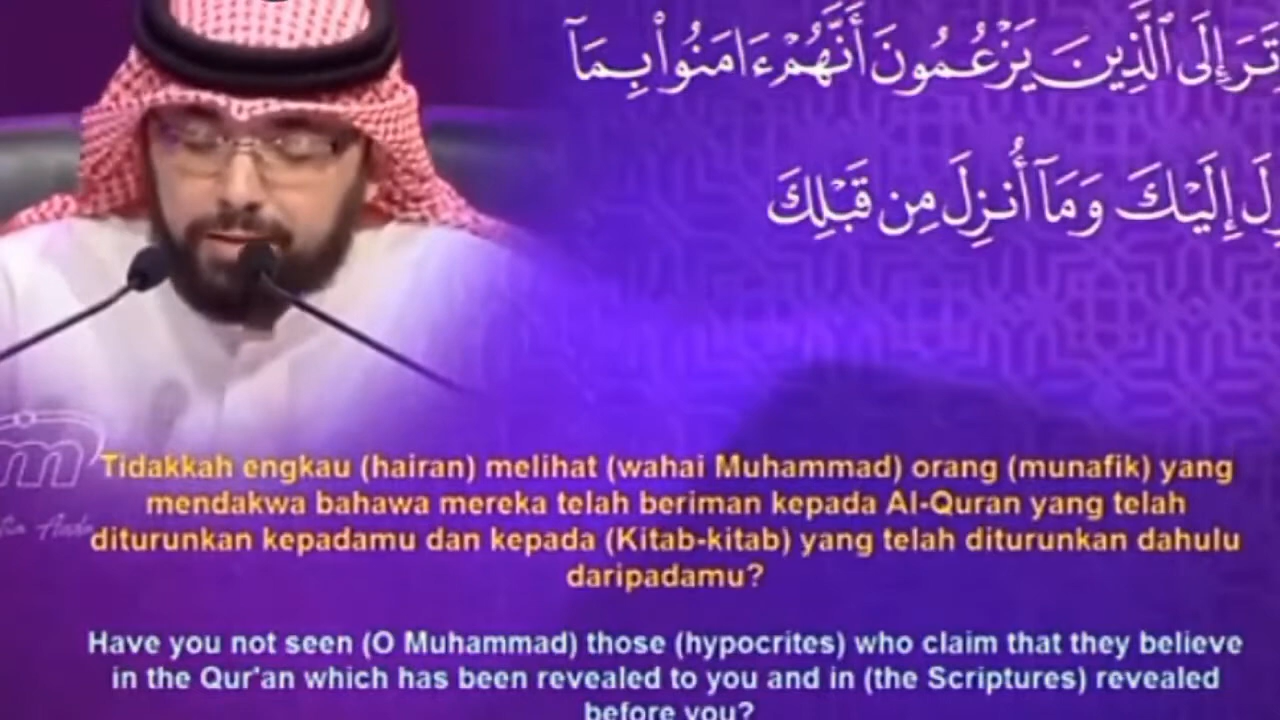 تَرَ إِلَى ٱلَّذِينَ يَزْعُمُونَ أَنَّهُمْ ءَامَنُوا۟ بِمَآ
إِلَيْكَ وَمَآ أُنزِلَ مِن قَبْلِكَ
Tidakkah engkau (hairan) melihat (wahai Muhammad) orang (munafik) yang
mendakwa bahawa mereka telah beriman kepada Al-Quran yang telah
diturunkan kepadamu dan kepada (Kitab-kitab) yang telah diturunkan dahulu
daripadamu?
Have you not seen (O Muhammad) those (hypocrites) who claim that they believe
in the Qur'an which has been revealed to you and in (the Scriptures) revealed
before you?